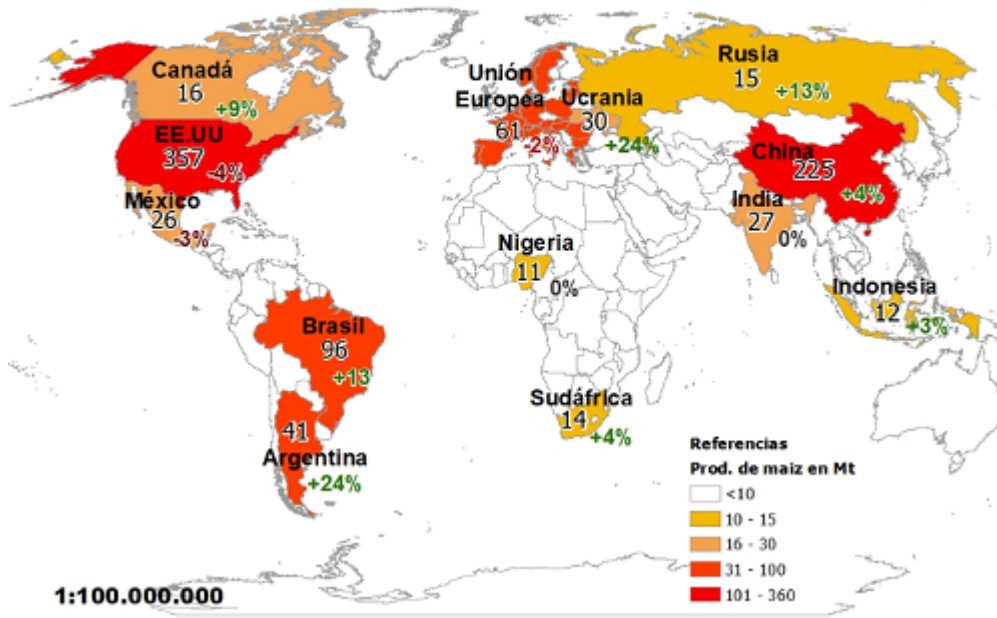 Canadá
16
+9%
EE.UU
357
-4%
México
26
-3%
Brasil
96
+13
41
Argentina
+24%
Unión
Europea
61
-2%
Ucrania
30
+24%
Rusia
15
+13%
China
225
+4%
India
27
0%
Nigeria
11
0%
Indonesia
12
+3%
Sudáfrica
14
+4%
Referencias
Prod. de maiz en Mt
<10
10 - 15
16 - 30
31 - 100
101 - 360
1:100.000.000